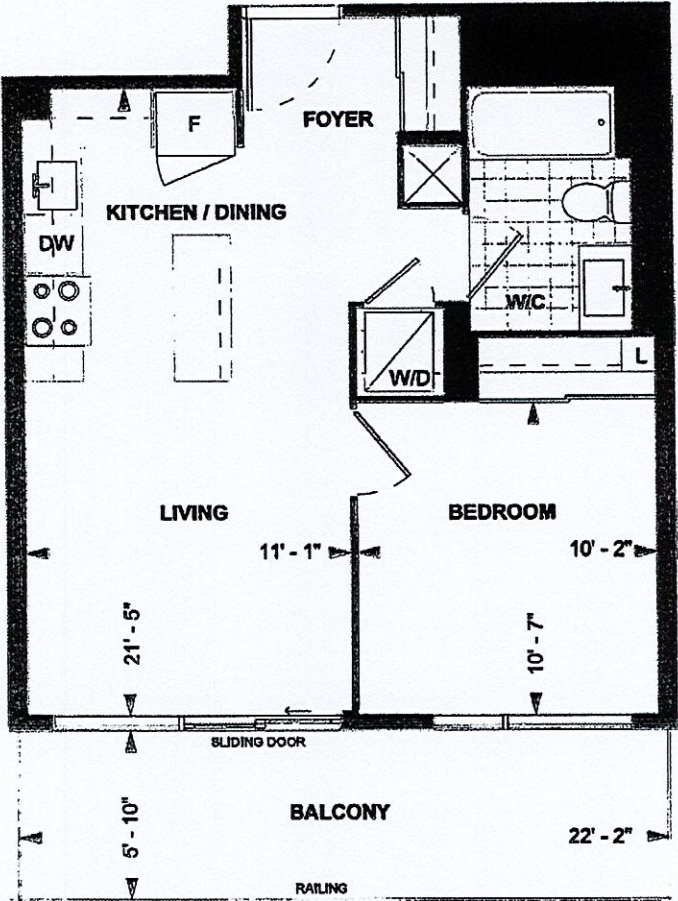 F
FOYER
KITCHEN / DINING
DW
W/C
L
W/D
LIVING
BEDROOM
11' - 1"
10' - 2"
21' - 5"
10' - 7"
SLIDING DOOR
BALCONY
5' - 10"
22' - 2"
RAILING